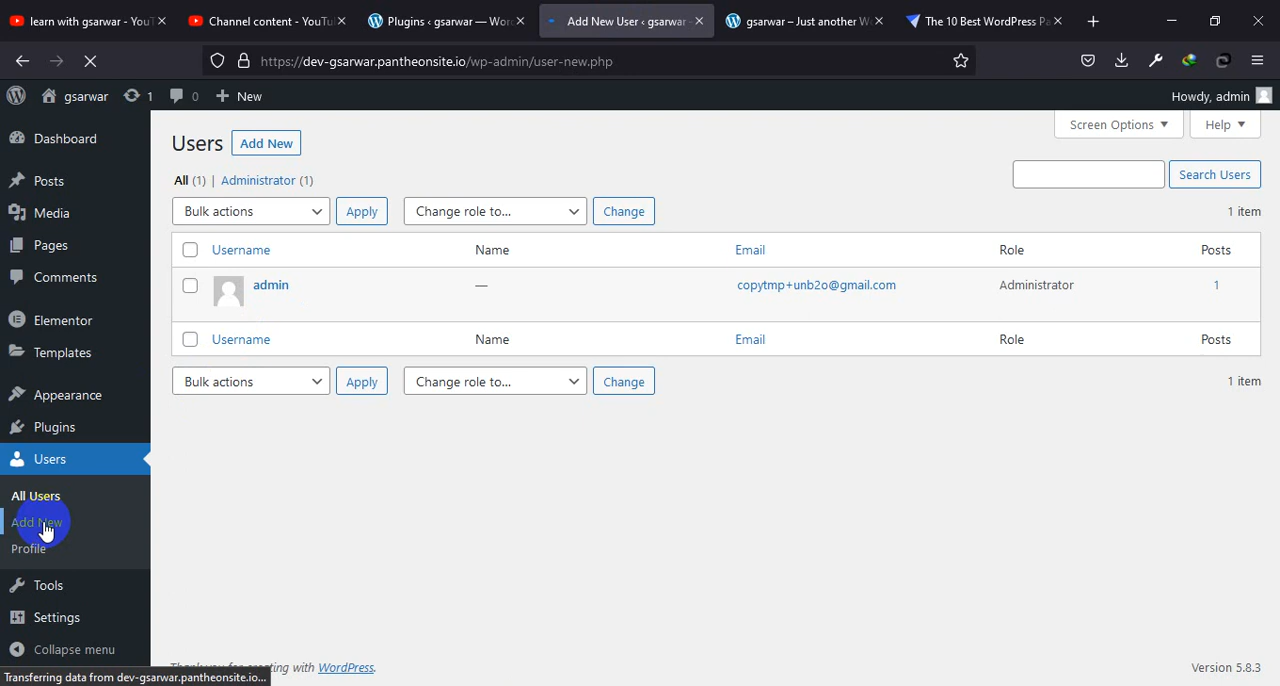 learn with gsarwar - YouT
Channel content - YouTu
Plugins ‹ gsarwar — Worc
Add New User ‹ gsarwar
gsarwar – Just another W
The 10 Best WordPress Pa
https://dev-gsarwar.pantheonsite.io/wp-admin/user-new.php
gsarwar 1 0 New
Howdy, admin
Dashboard
Posts
Media
Pages
Comments
Elementor
Templates
Appearance
Plugins
Users
All Users
Add New
Profile
Tools
Settings
Collapse menu
Users Add New
Screen Options
Help
All (1) | Administrator (1)
Search Users
Bulk actions Apply Change role to... Change 1 item
Username Name Email Role Posts
admin — copytmp+unb2o@gmail.com Administrator 1
Username Name Email Role Posts
Bulk actions Apply Change role to... Change 1 item
Thank you for creating with WordPress.
Version 5.8.3
Transferring data from dev-gsarwar.pantheonsite.io...